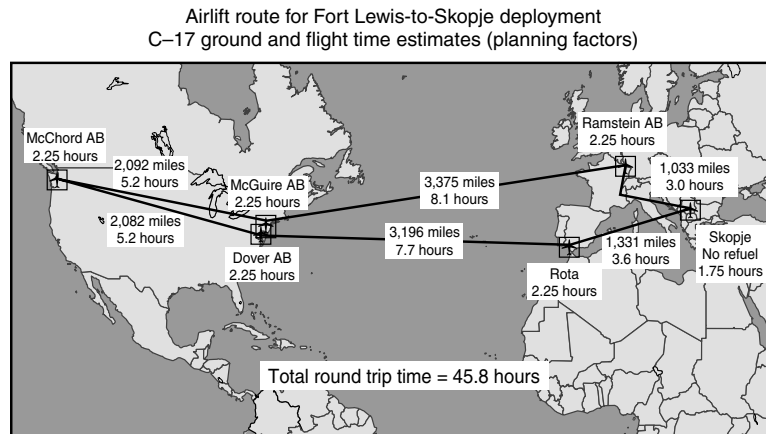 Airlift route for Fort Lewis-to-Skopje deployment
C–17 ground and flight time estimates (planning factors)
McChord AB
2.25 hours
2,092 miles
5.2 hours
2,082 miles
5.2 hours
McGuire AB
2.25 hours
Dover AB
2.25 hours
3,375 miles
8.1 hours
3,196 miles
7.7 hours
Ramstein AB
2.25 hours
1,033 miles
3.0 hours
1,331 miles
3.6 hours
Rota
2.25 hours
Skopje
No refuel
1.75 hours
Total round trip time = 45.8 hours